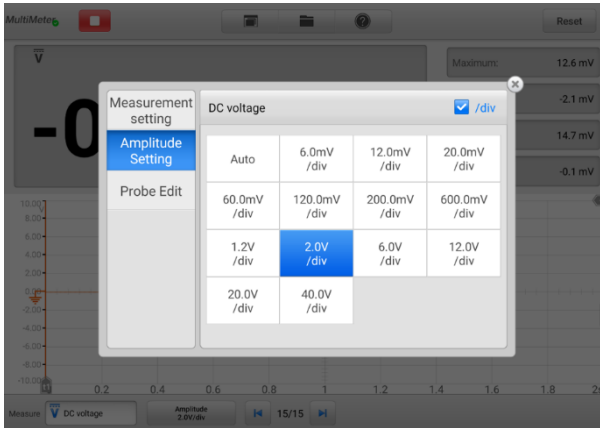 MultiMeter
Reset
V
Maximum: 12.6 mV
-2.1 mV
14.7 mV
-0.1 mV
-0
Measurement
setting
Amplitude
Setting
Probe Edit
DC voltage
/div
Auto
6.0mV
/div
12.0mV
/div
20.0mV
/div
60.0mV
/div
120.0mV
/div
200.0mV
/div
600.0mV
/div
1.2V
/div
2.0V
/div
6.0V
/div
12.0V
/div
20.0V
/div
40.0V
/div
10.00
8.00
6.00
4.00
2.00
0.00
-2.00
-4.00
-6.00
-8.00
-10.00
0.2 0.4 0.6 0.8 1 1.2 1.4 1.6 1.8
Measure V DC voltage
Amplitude
2.0V/div
15/15